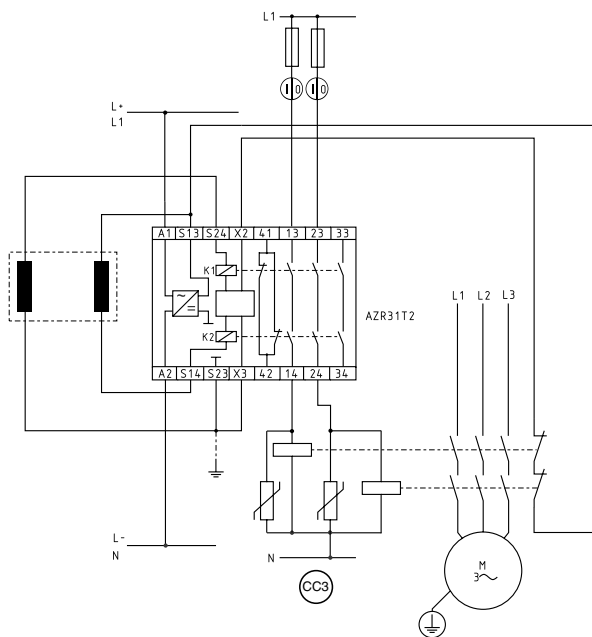 L1
I 0 I 0
L+
L1
A1 S13 S24 X2 41 13 23 33
K1
~
=
AZR31T2
K2
L1 L2 L3
A2 S14 S23 X3 42 14 24 34
L-
N
N
CC3
M
3~